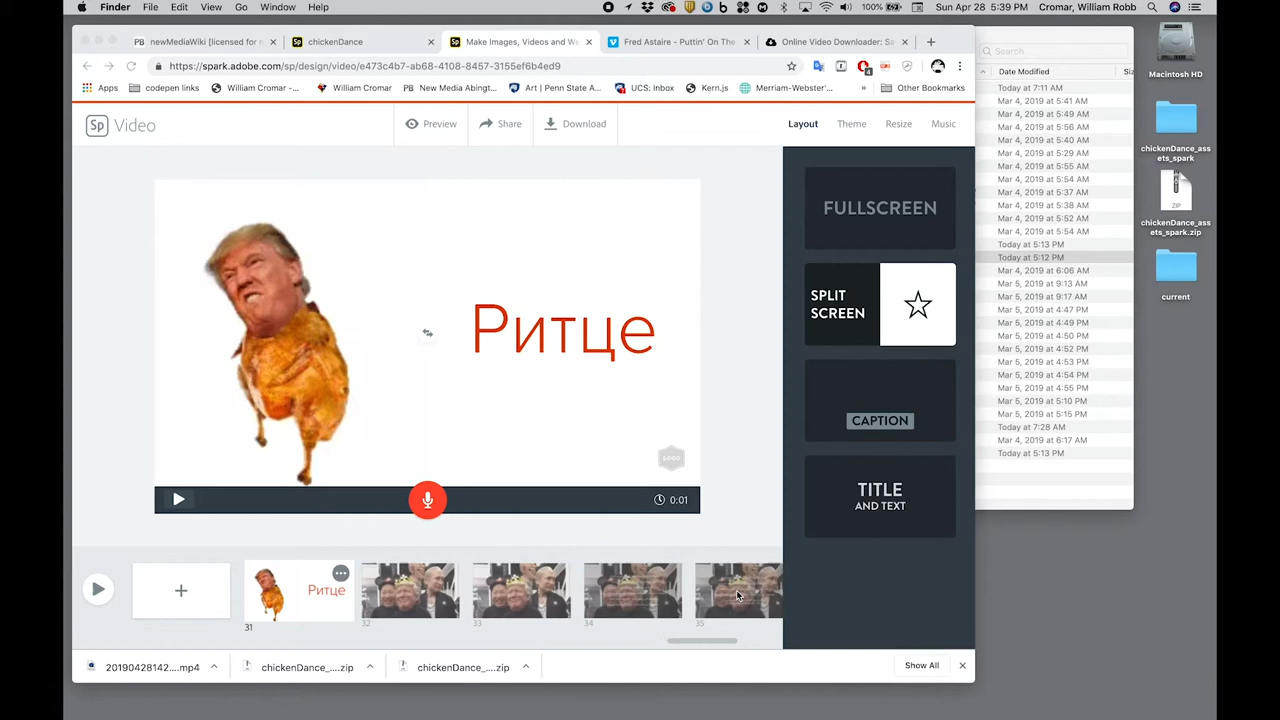 Finder File Edit View Go Window Help 100% Sun Apr 28 5:39 PM Cromar, William Robb
PB newMediaWiki [licensed for n Sp chickenDance Sp Make Images, Videos and We Fred Astaire - Puttin' On The Online Video Downloader: Sa
https://spark.adobe.com/sp/design/video/e473c4b7-ab68-4108-8457-3155ef6b4ed9
Apps codepen links William Cromar -... William Cromar PB New Media Abingt... Art | Penn State A... UCS: Inbox Kern.js Merriam-Webster'... » Other Bookmarks
Sp Video Preview Share Download Layout Theme Resize Music
FULLSCREEN
SPLIT
SCREEN
CAPTION
TITLE
AND TEXT
Ритце
LOGO
0:01
Ритце
31 32 33 34 35
20190428142....mp4 chickenDance_....zip chickenDance_....zip Show All
Search
Date Modified Siz
Today at 7:11 AM
Mar 4, 2019 at 5:41 AM
Mar 4, 2019 at 5:49 AM
Mar 4, 2019 at 5:56 AM
Mar 4, 2019 at 5:40 AM
Mar 4, 2019 at 5:29 AM
Mar 4, 2019 at 5:55 AM
Mar 4, 2019 at 5:54 AM
Mar 4, 2019 at 5:37 AM
Mar 4, 2019 at 5:38 AM
Mar 4, 2019 at 5:52 AM
Mar 4, 2019 at 5:54 AM
Today at 5:13 PM
Today at 5:12 PM
Mar 4, 2019 at 6:06 AM
Mar 5, 2019 at 9:13 AM
Mar 5, 2019 at 9:17 AM
Mar 5, 2019 at 4:47 PM
Mar 5, 2019 at 4:49 PM
Mar 5, 2019 at 4:50 PM
Mar 5, 2019 at 4:52 PM
Mar 5, 2019 at 4:53 PM
Mar 5, 2019 at 4:54 PM
Mar 5, 2019 at 4:55 PM
Mar 5, 2019 at 5:10 PM
Mar 5, 2019 at 5:15 PM
Today at 7:28 AM
Mar 4, 2019 at 6:17 AM
Today at 5:13 PM
Macintosh HD
chickenDance_ass
ets_spark
ZIP
chickenDance_ass
ets_spark.zip
current